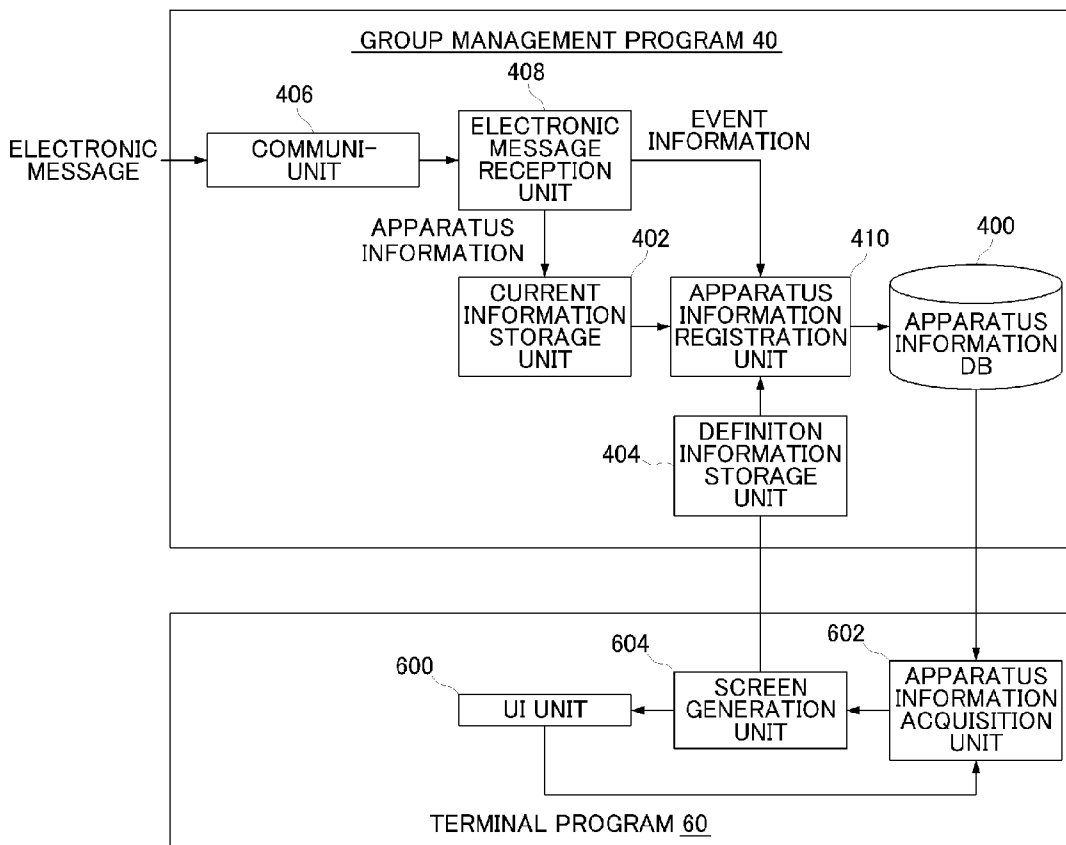 GROUP MANAGEMENT PROGRAM 40
408
406
ELECTRONIC
MESSAGE
COMMUNI-
UNIT
ELECTRONIC
MESSAGE
RECEPTION
UNIT
EVENT
INFORMATION
APPARATUS
INFORMATION
402
410
400
CURRENT
INFORMATION
STORAGE
UNIT
APPARATUS
INFORMATION
REGISTRATION
UNIT
APPARATUS
INFORMATION
DB
404
DEFINITON
INFORMATION
STORAGE
UNIT
600
604
602
UI UNIT
SCREEN
GENERATION
UNIT
APPARATUS
INFORMATION
ACQUISITION
UNIT
TERMINAL PROGRAM 60